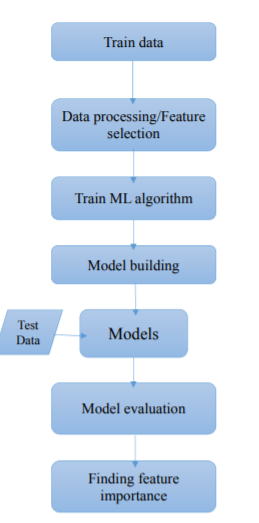 Train data
Data processing/Feature
selection
Train ML algorithm
Model building
Test
Data
Models
Model evaluation
Finding feature
importance